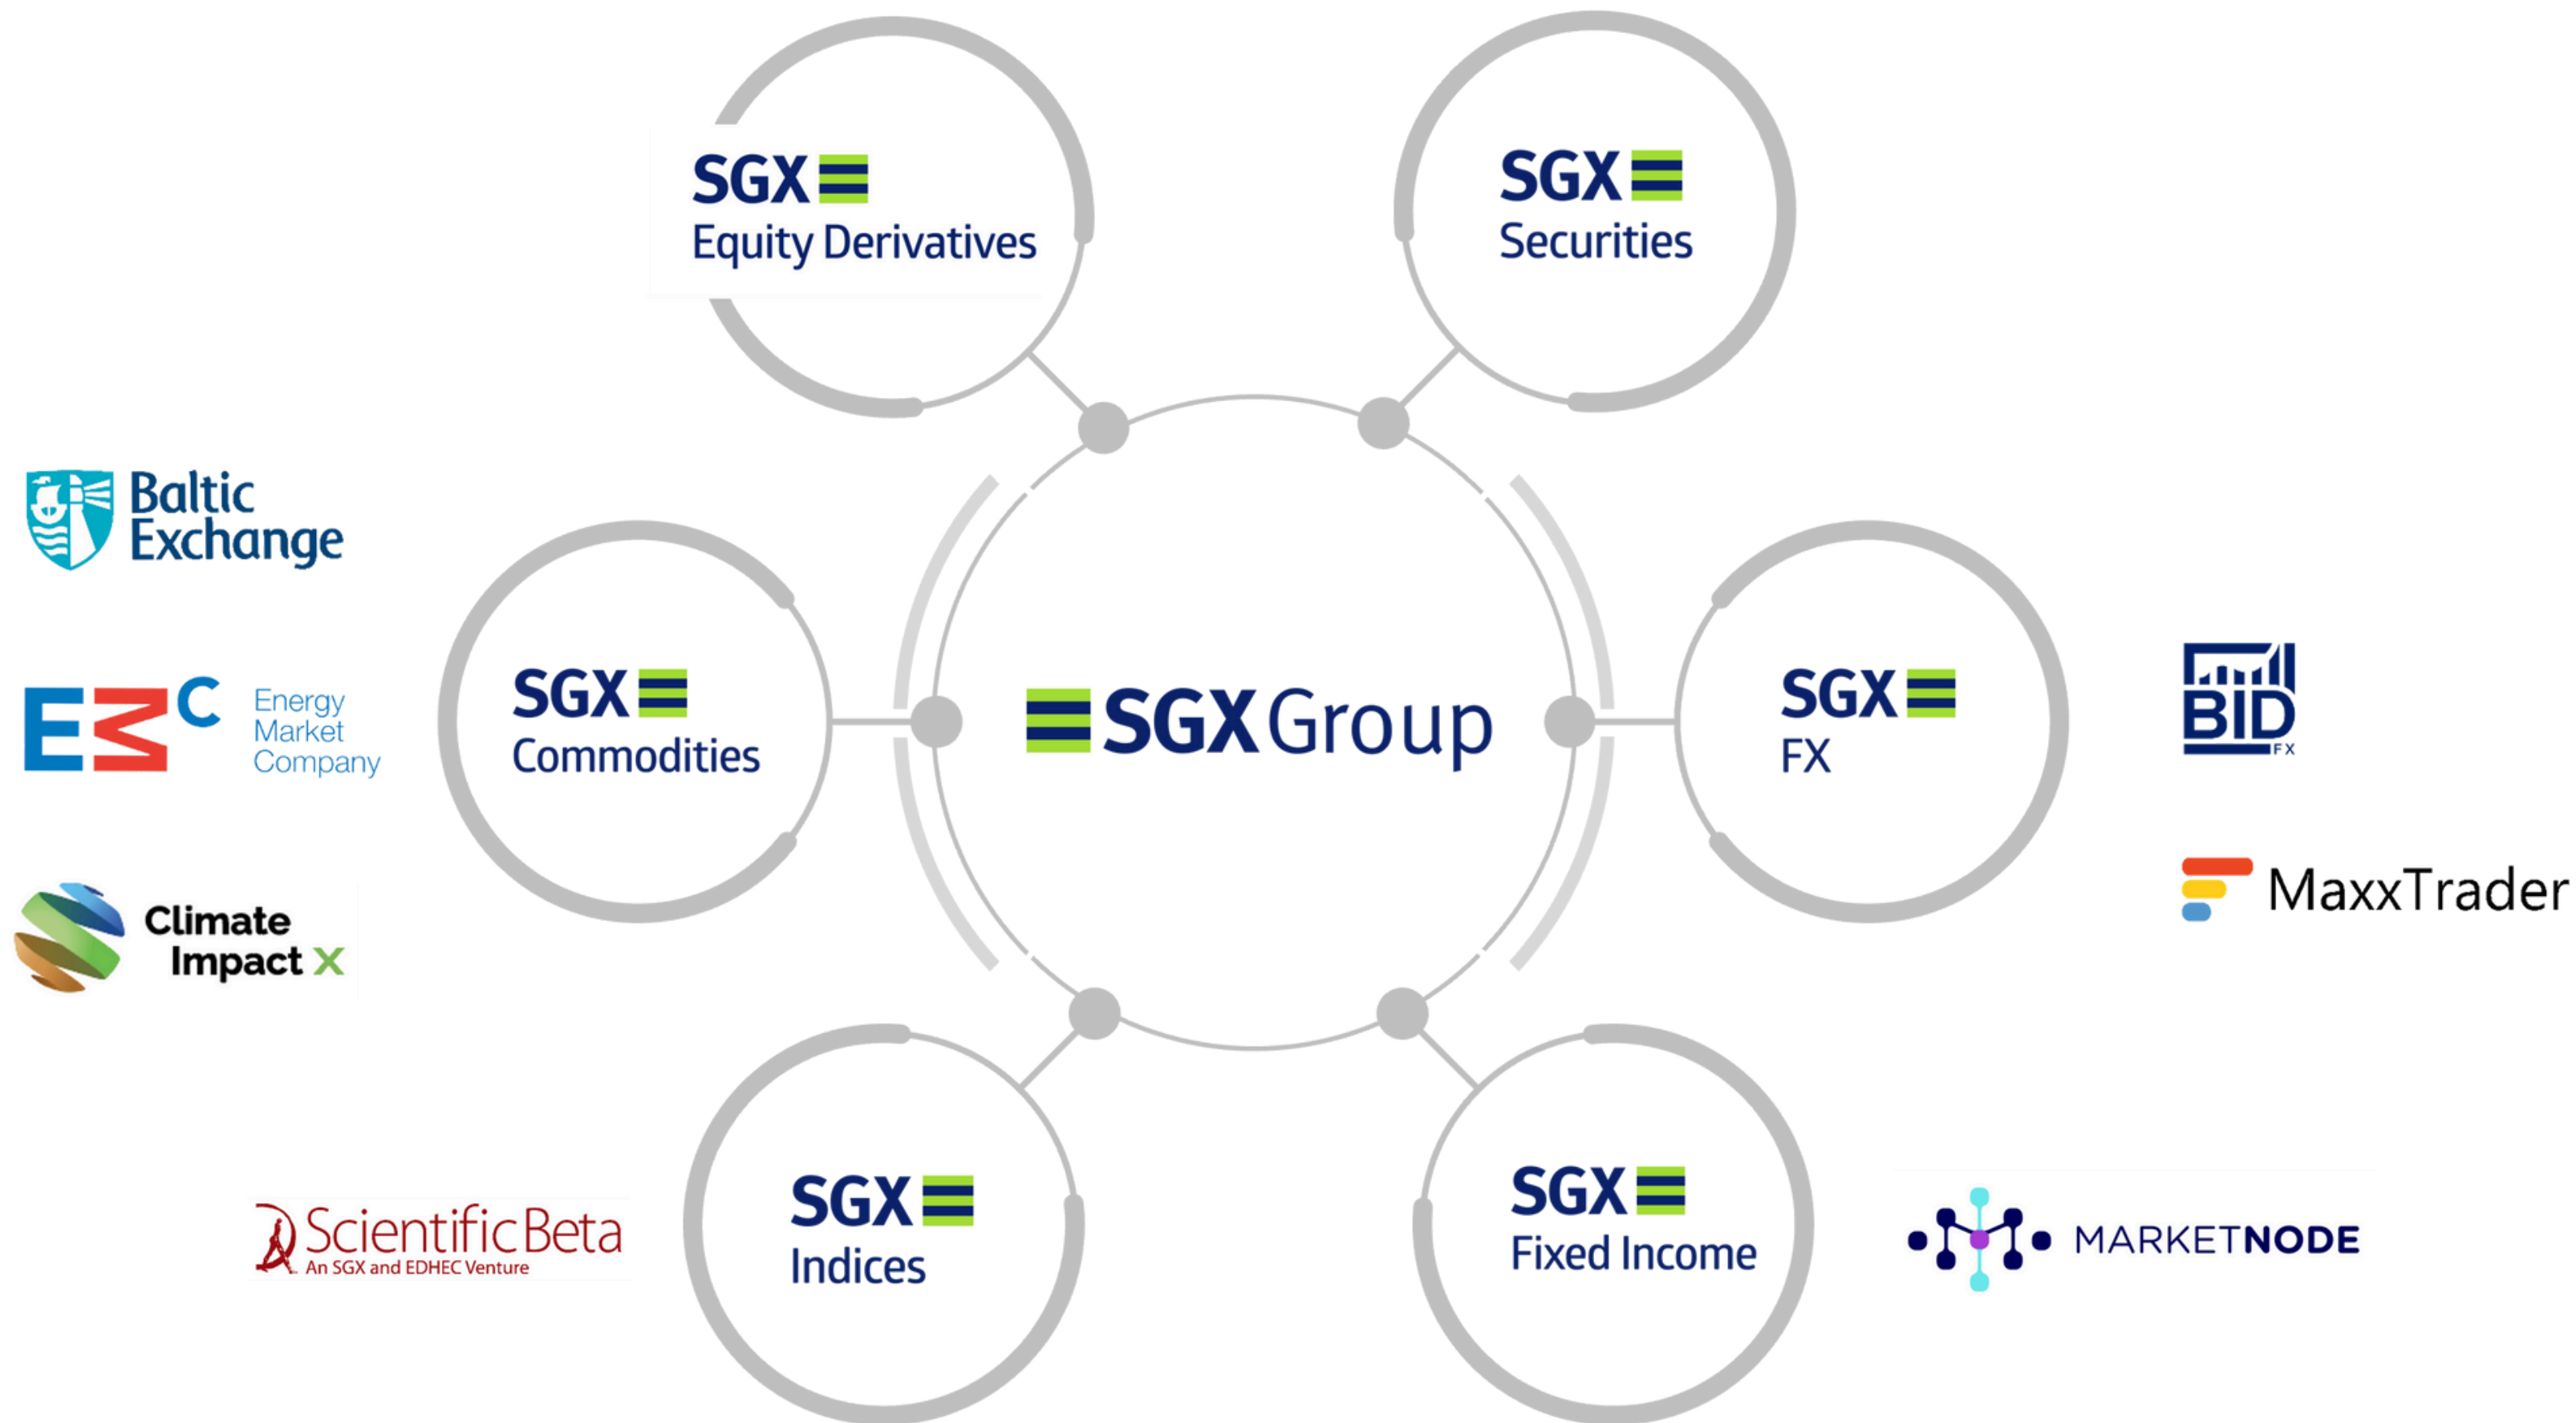 SGX
Equity Derivatives
SGX
Securities
Baltic
Exchange
EMC
Energy
Market
Company
Climate
Impact X
SGX
Commodities
SGX Group
SGX
FX
BiD
FX
MaxxTrader
ScientificBeta
An SGX and EDHEC Venture
SGX
Indices
SGX
Fixed Income
MARKETNODE